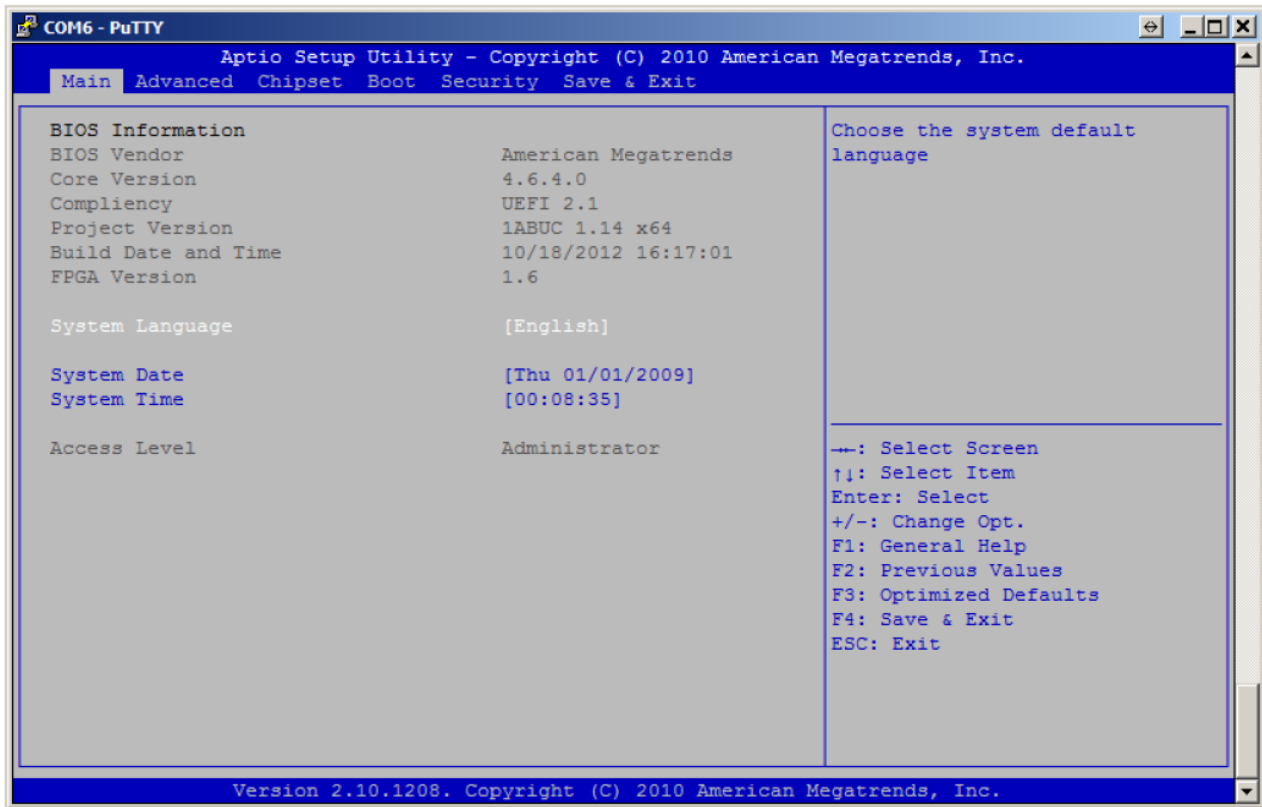 COM6 - PuTTY
Aptio Setup Utility - Copyright (C) 2010 American Megatrends, Inc.
Main Advanced Chipset Boot Security Save & Exit
BIOS Information
BIOS Vendor American Megatrends
Core Version 4.6.4.0
Compliency UEFI 2.1
Project Version 1ABUC 1.14 x64
Build Date and Time 10/18/2012 16:17:01
FPGA Version 1.6
System Language [English]
System Date [Thu 01/01/2009]
System Time [00:08:35]
Access Level Administrator
Choose the system default
language
→←: Select Screen
↑↓: Select Item
Enter: Select
+/-: Change Opt.
F1: General Help
F2: Previous Values
F3: Optimized Defaults
F4: Save & Exit
ESC: Exit
Version 2.10.1208. Copyright (C) 2010 American Megatrends, Inc.